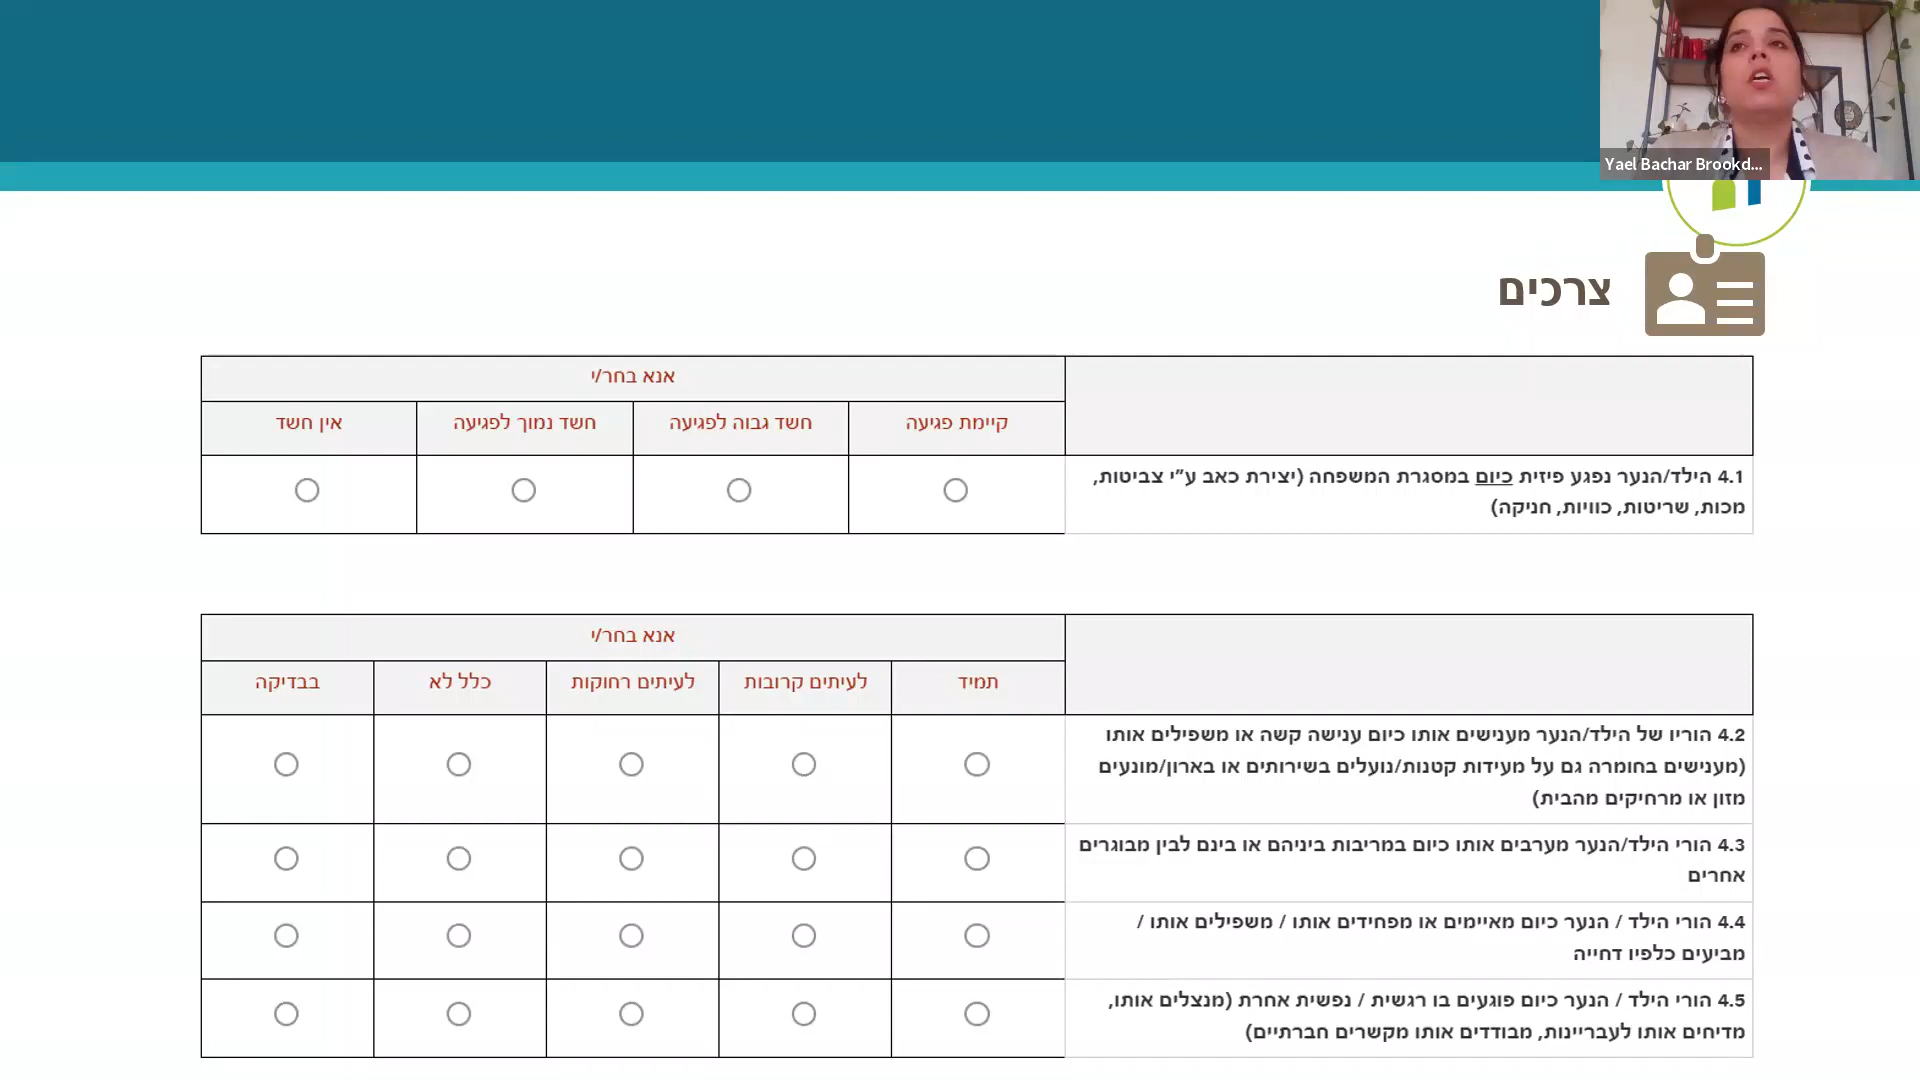 Yael Bachar Brookd...
צרכים
אנא בחר/י
קיימת פגיעה
חשד גבוה לפגיעה
חשד נמוך לפגיעה
אין חשד
4.1 הילד/הנער נפגע פיזית כיום במסגרת המשפחה (יצירת כאב ע"י צביטות,
מכות, שריטות, כוויות, חניקה)
אנא בחר/י
תמיד
לעיתים קרובות
לעיתים רחוקות
כלל לא
בבדיקה
4.2 הוריו של הילד/הנער מענישים אותו כיום ענישה קשה או משפילים אותו
(מענישים בחומרה גם על מעידות קטנות/נועלים בשירותים או בארון/מונעים
מזון או מרחיקים מהבית)
4.3 הורי הילד/הנער מערבים אותו כיום במריבות ביניהם או בינם לבין מבוגרים
אחרים
4.4 הורי הילד / הנער כיום מאיימים או מפחידים אותו / משפילים אותו /
מביעים כלפיו דחייה
4.5 הורי הילד / הנער כיום פוגעים בו רגשית / נפשית אחרת (מנצלים אותו,
מדיחים אותו לעבריינות, מבודדים אותו מקשרים חברתיים)